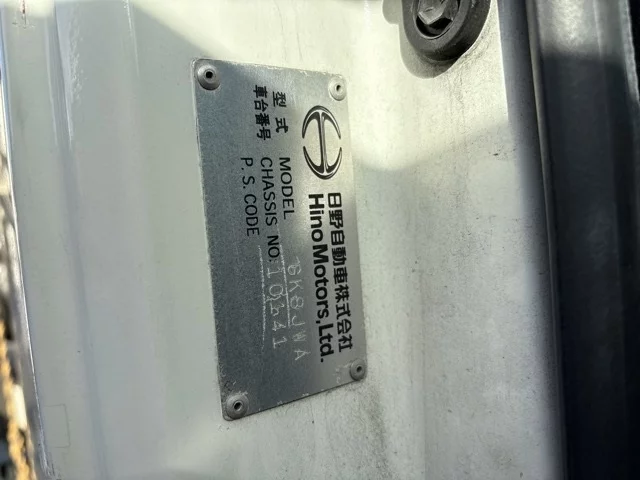 日野自動車株式会社
Hino Motors, Ltd.
型式 MODEL
車台番号 CHASSIS NO.
P. S. CODE